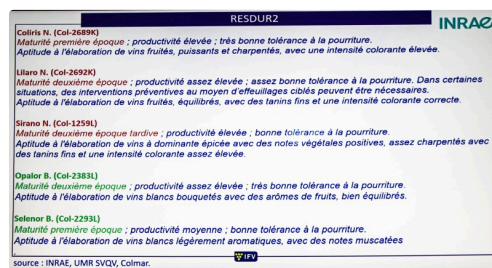 RESDUR2
INRAE
Coliris N. (Col-2689K)
Maturité première époque ; productivité élevée ; très bonne tolérance à la pourriture.
Aptitude à l'élaboration de vins fruités, puissants et charpentés, avec une intensité colorante élevée.
Lilaro N. (Col-2692K)
Maturité deuxième époque ; productivité assez élevée ; assez bonne tolérance à la pourriture. Dans certaines
situations, des interventions préventives au moyen d'effeuillages ciblés peuvent être nécessaires.
Aptitude à l'élaboration de vins fruités, équilibrés, avec des tanins fins et une intensité colorante correcte.
Sirano N. (Col-1259L)
Maturité deuxième époque tardive ; productivité élevée ; bonne tolérance à la pourriture.
Aptitude à l'élaboration de vins à dominante épicée avec des notes végétales positives, assez charpentés avec
des tanins fins et une intensité colorante assez élevée.
Opalor B. (Col-2383L)
Maturité deuxième époque ; productivité assez élevée ; très bonne tolérance à la pourriture.
Aptitude à l'élaboration de vins blancs bouquetés avec des arômes de fruits, bien équilibrés.
Selenor B. (Col-2293L)
Maturité première époque ; productivité moyenne ; bonne tolérance à la pourriture.
Aptitude à l'élaboration de vins blancs légèrement aromatiques, avec des notes muscatées
IFV
source : INRAE, UMR SVQV, Colmar.